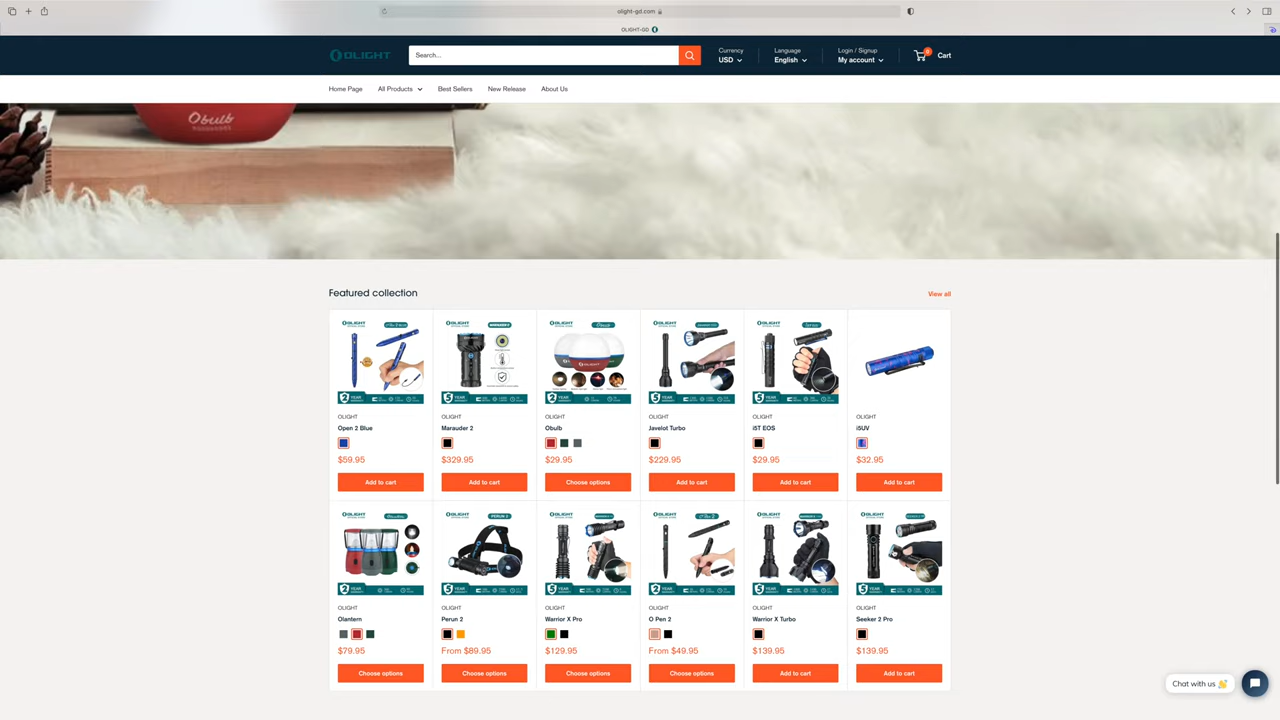 olight-gd.com
OLIGHT-GD
OLIGHT
Search...
Currency
USD
Language
English
Login / Signup
My account
0
Cart
Home Page
All Products
Best Sellers
New Release
About Us
Obulb
Featured collection
View all
OLIGHT
OLIGHT
OLIGHT
OLIGHT
OLIGHT
OLIGHT
Open 2 Blue
Marauder 2
Obulb
Javelot Turbo
i5T EOS
i5UV
$59.95
$329.95
$29.95
$229.95
$29.95
$32.95
Add to cart
Add to cart
Choose options
Add to cart
Add to cart
Add to cart
OLIGHT
OLIGHT
OLIGHT
OLIGHT
OLIGHT
OLIGHT
Olantern
Perun 2
Warrior X Pro
O Pen 2
Warrior X Turbo
Seeker 2 Pro
$79.95
From $89.95
$129.95
From $49.95
$139.95
$139.95
Choose options
Choose options
Choose options
Choose options
Add to cart
Add to cart
Chat with us 👋